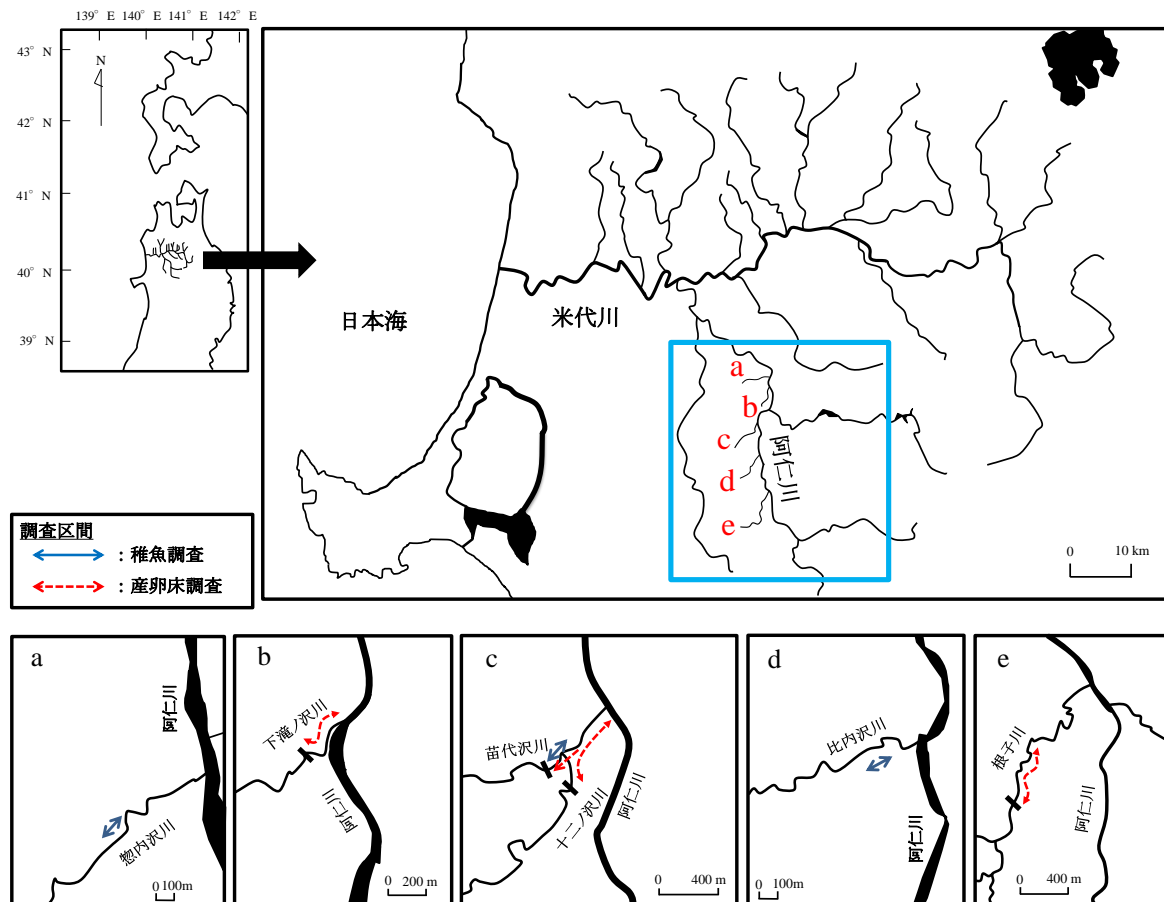 139° E 140° E 141° E 142° E
43° N
42° N
41° N
40° N
39° N
N
日本海
米代川
阿仁川
a
b
c
d
e
0 10 km
調査区間
：稚魚調査
：産卵床調査
a
阿仁川
惣内沢川
0 100m
b
下滝ノ沢川
阿仁川
0 200 m
c
苗代沢川
十二ノ沢川
阿仁川
0 400 m
d
比内沢川
阿仁川
0 100m
e
根子川
阿仁川
0 400 m